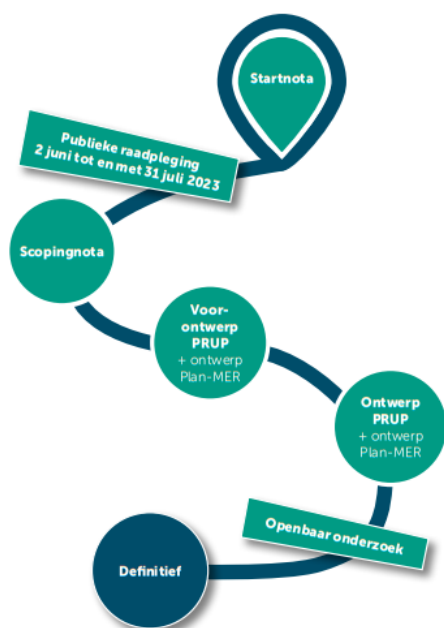 Startnota
Publieke raadpleging
2 juni tot en met 31 juli 2023
Scopingnota
Voor-
ontwerp
PRUP
+ ontwerp
Plan-MER
Ontwerp
PRUP
+ ontwerp
Plan-MER
Openbaar onderzoek
Definitief